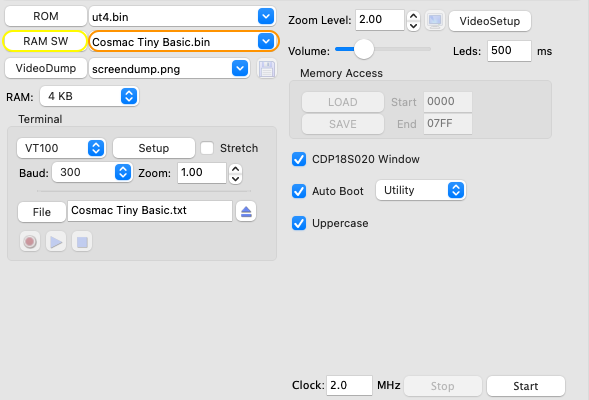 ROM ut4.bin
RAM SW Cosmac Tiny Basic.bin
VideoDump screendump.png
RAM: 4 KB
Terminal
VT100 Setup Stretch
Baud: 300 Zoom: 1.00
File Cosmac Tiny Basic.txt
Zoom Level: 2.00 VideoSetup
Volume: Leds: 500 ms
Memory Access
LOAD Start 0000
SAVE End 07FF
CDP18S020 Window
Auto Boot Utility
Uppercase
Clock: 2.0 MHz Stop Start